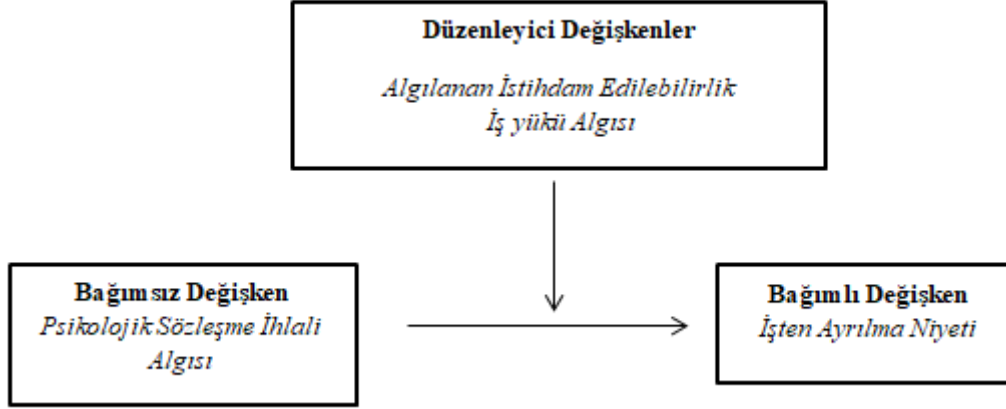 Düzenleyici Değişkenler
Algılanan İstihdam Edilebilirlik
İş yükü Algısı
Bağımsız Değişken
Psikolojik Sözleşme İhlali
Algısı
Bağımlı Değişken
İşten Ayrılma Niyeti